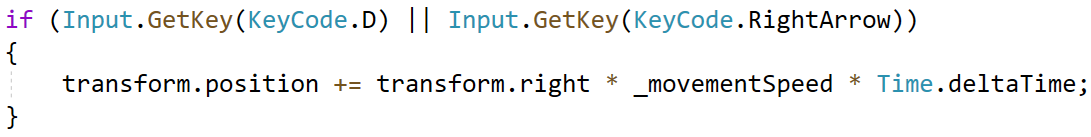 if (Input.GetKey(KeyCode.D) || Input.GetKey(KeyCode.RightArrow))
{
    transform.position += transform.right * _movementSpeed * Time.deltaTime;
}